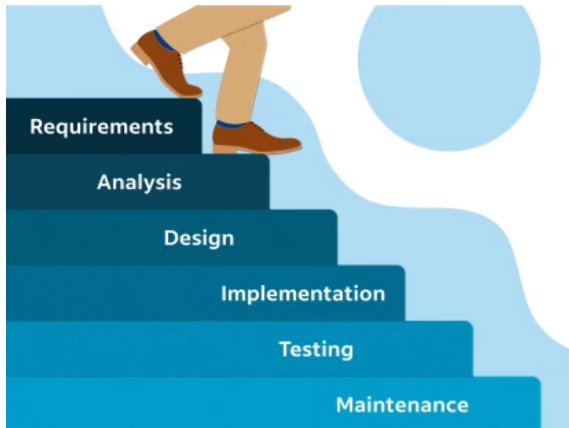 Requirements
Analysis
Design
Implementation
Testing
Maintenance